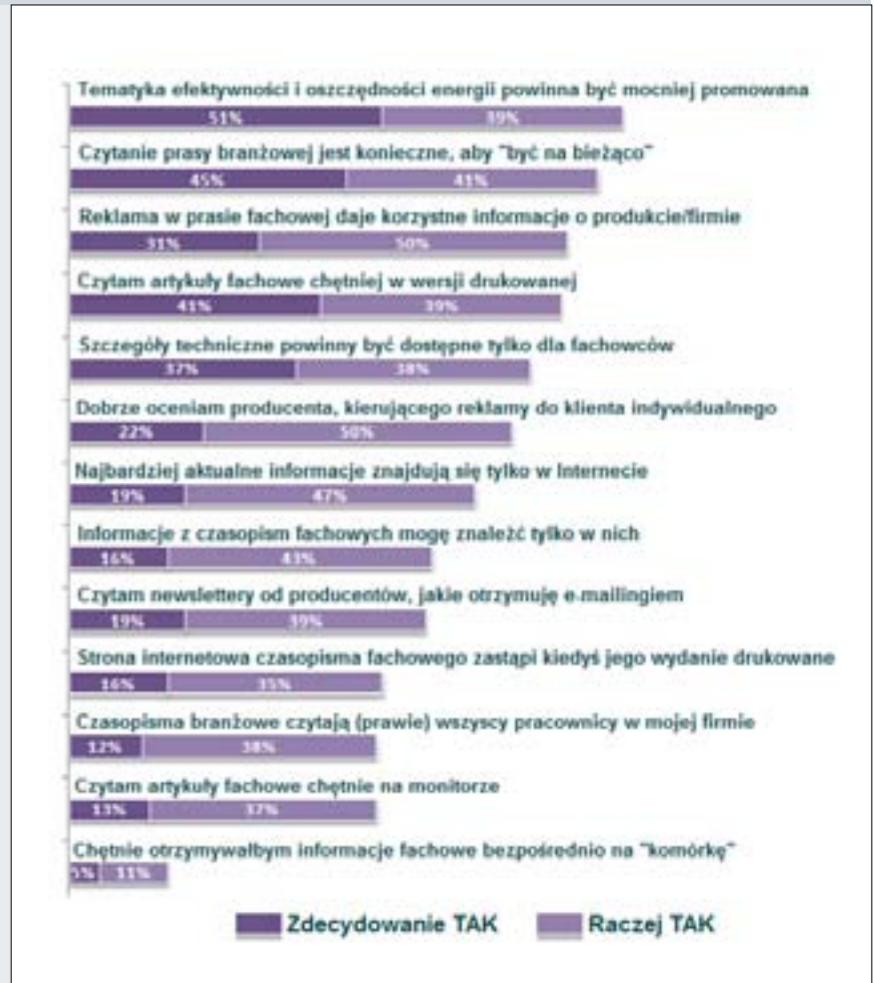 Tematyka efektywności i oszczędności energii powinna być mocniej promowana
51% 39%
Czytanie prasy branżowej jest konieczne, aby "być na bieżąco"
45% 41%
Reklama w prasie fachowej daje korzystne informacje o produkcie/firmie
31% 50%
Czytam artykuły fachowe chętniej w wersji drukowanej
41% 39%
Szczegóły techniczne powinny być dostępne tylko dla fachowców
37% 38%
Dobrze oceniam producenta, kierującego reklamy do klienta indywidualnego
22% 50%
Najbardziej aktualne informacje znajdują się tylko w Internecie
19% 47%
Informacje z czasopism fachowych mogę znaleźć tylko w nich
16% 43%
Czytam newslettery od producentów, jakie otrzymuję e-mailingiem
19% 39%
Strona internetowa czasopisma fachowego zastąpi kiedyś jego wydanie drukowane
16% 35%
Czasopisma branżowe czytają (prawie) wszyscy pracownicy w mojej firmie
12% 38%
Czytam artykuły fachowe chętnie na monitorze
13% 37%
Chętnie otrzymywałbym informacje fachowe bezpośrednio na "komórkę"
5% 11%
Zdecydowanie TAK Raczej TAK